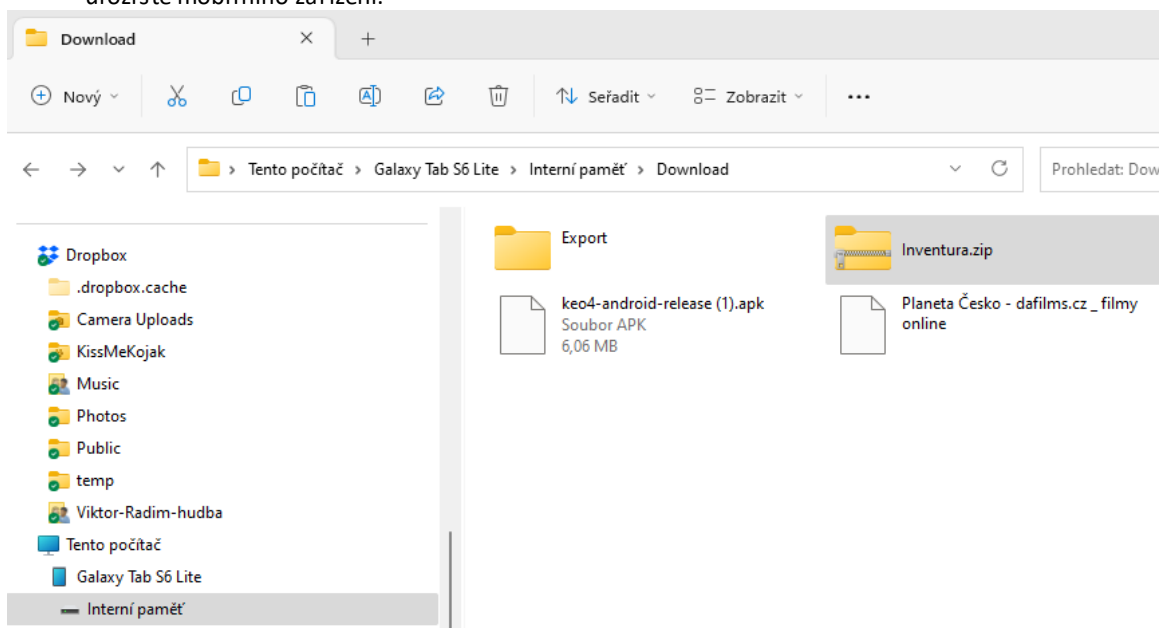 mobilního zařízení.
Download
Nový
Seřadit
Zobrazit
Tento počítač > Galaxy Tab S6 Lite > Interní paměť > Download
Prohledat: Dow
Dropbox
.dropbox.cache
Camera Uploads
KissMeKojak
Music
Photos
Public
temp
Viktor-Radim-hudba
Tento počítač
Galaxy Tab S6 Lite
Interní paměť
Export
Inventura.zip
keo4-android-release (1).apk
Soubor APK
6,06 MB
Planeta Česko - dafilms.cz _ filmy
online